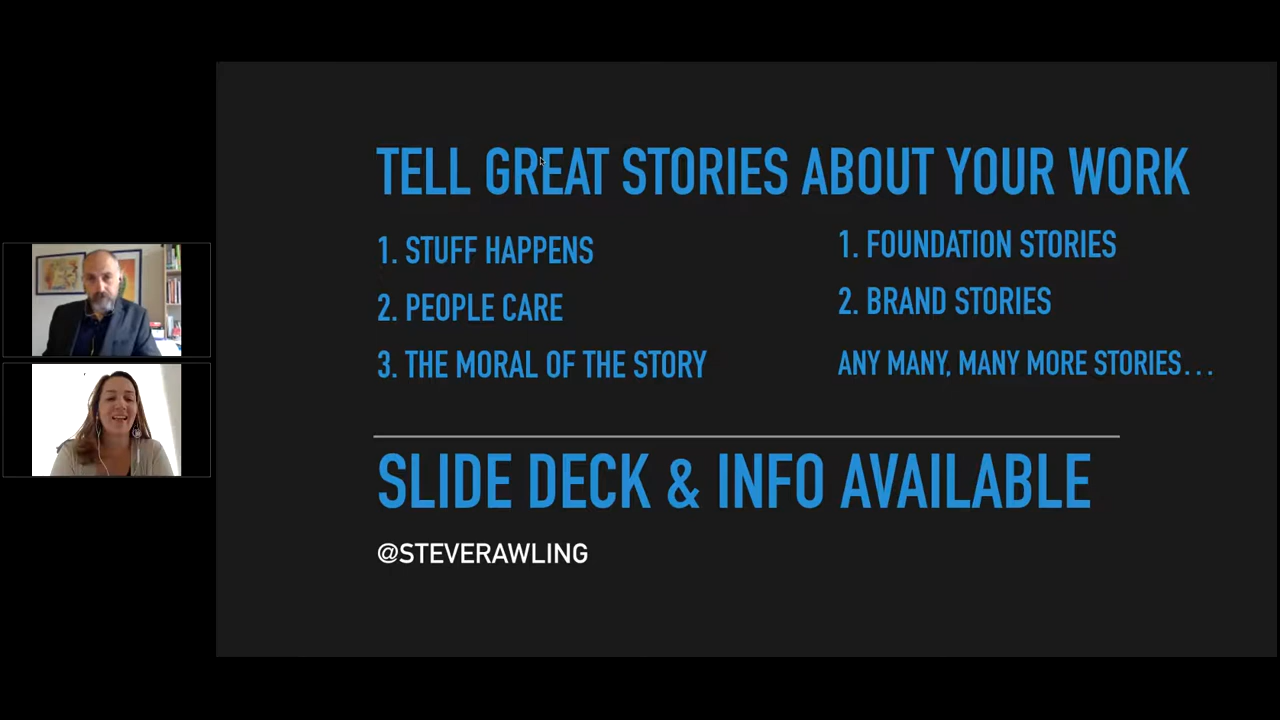 TELL GREAT STORIES ABOUT YOUR WORK
1. STUFF HAPPENS
2. PEOPLE CARE
3. THE MORAL OF THE STORY
1. FOUNDATION STORIES
2. BRAND STORIES
ANY MANY, MANY MORE STORIES...
SLIDE DECK & INFO AVAILABLE
@STEVERAWLING